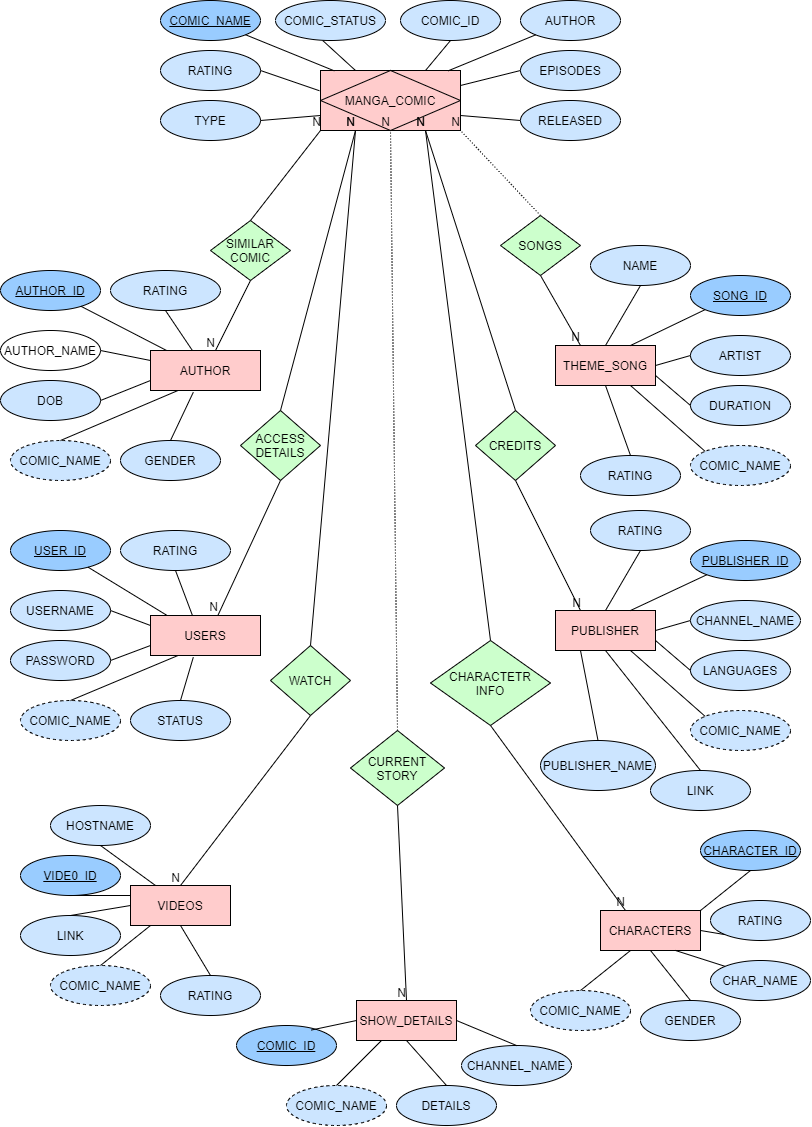 COMIC_NAME
COMIC_STATUS
COMIC_ID
AUTHOR
RATING
EPISODES
TYPE
RELEASED
MANGA_COMIC
N
N
N
N
N
SIMILAR
COMIC
SONGS
AUTHOR_ID
RATING
AUTHOR_NAME
DOB
COMIC_NAME
GENDER
N
AUTHOR
NAME
SONG_ID
ARTIST
DURATION
COMIC_NAME
RATING
N
THEME_SONG
ACCESS
DETAILS
CREDITS
USER_ID
RATING
USERNAME
PASSWORD
COMIC_NAME
STATUS
N
USERS
RATING
PUBLISHER_ID
CHANNEL_NAME
LANGUAGES
COMIC_NAME
LINK
PUBLISHER_NAME
N
PUBLISHER
WATCH
CHARACTETR
INFO
CURRENT
STORY
HOSTNAME
VIDE0_ID
LINK
COMIC_NAME
RATING
N
VIDEOS
CHARACTER_ID
RATING
CHAR_NAME
GENDER
COMIC_NAME
N
CHARACTERS
N
SHOW_DETAILS
COMIC_ID
CHANNEL_NAME
COMIC_NAME
DETAILS